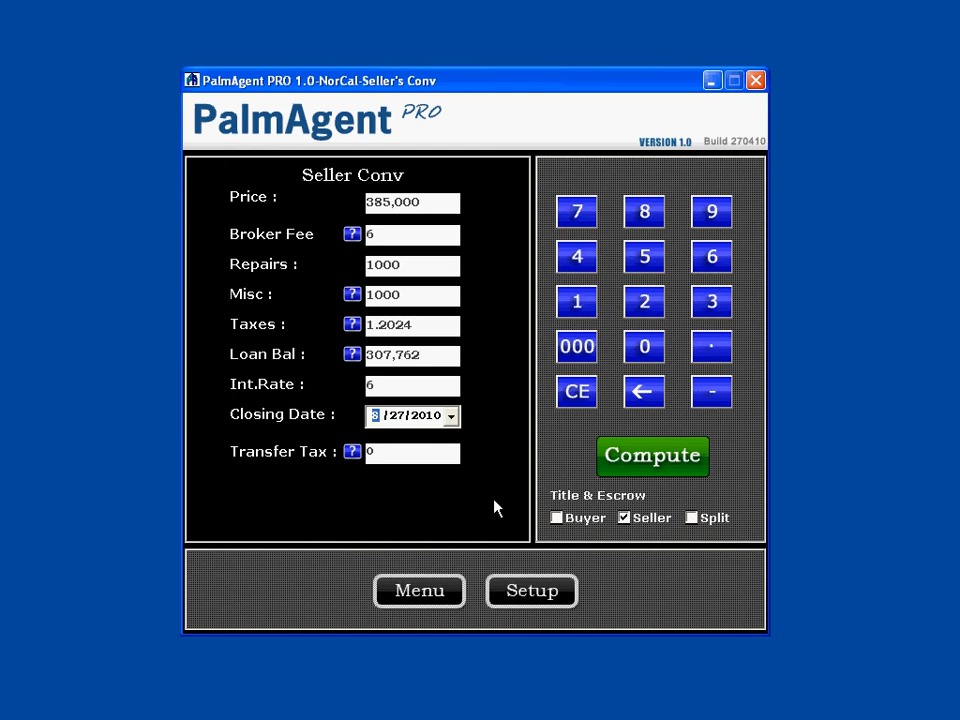 PalmAgent PRO 1.0-NorCal-Seller's Conv
PalmAgent PRO
VERSION 1.0 Build 270410
Seller Conv
Price : 385,000
Broker Fee ? 6
Repairs : 1000
Misc : ? 1000
Taxes : ? 1.2024
Loan Bal : ? 307,762
Int.Rate : 6
Closing Date : 8 /27/2010
Transfer Tax : ? 0
7 8 9
4 5 6
1 2 3
000 0 .
CE ← -
Compute
Title & Escrow
Buyer Seller Split
Menu Setup